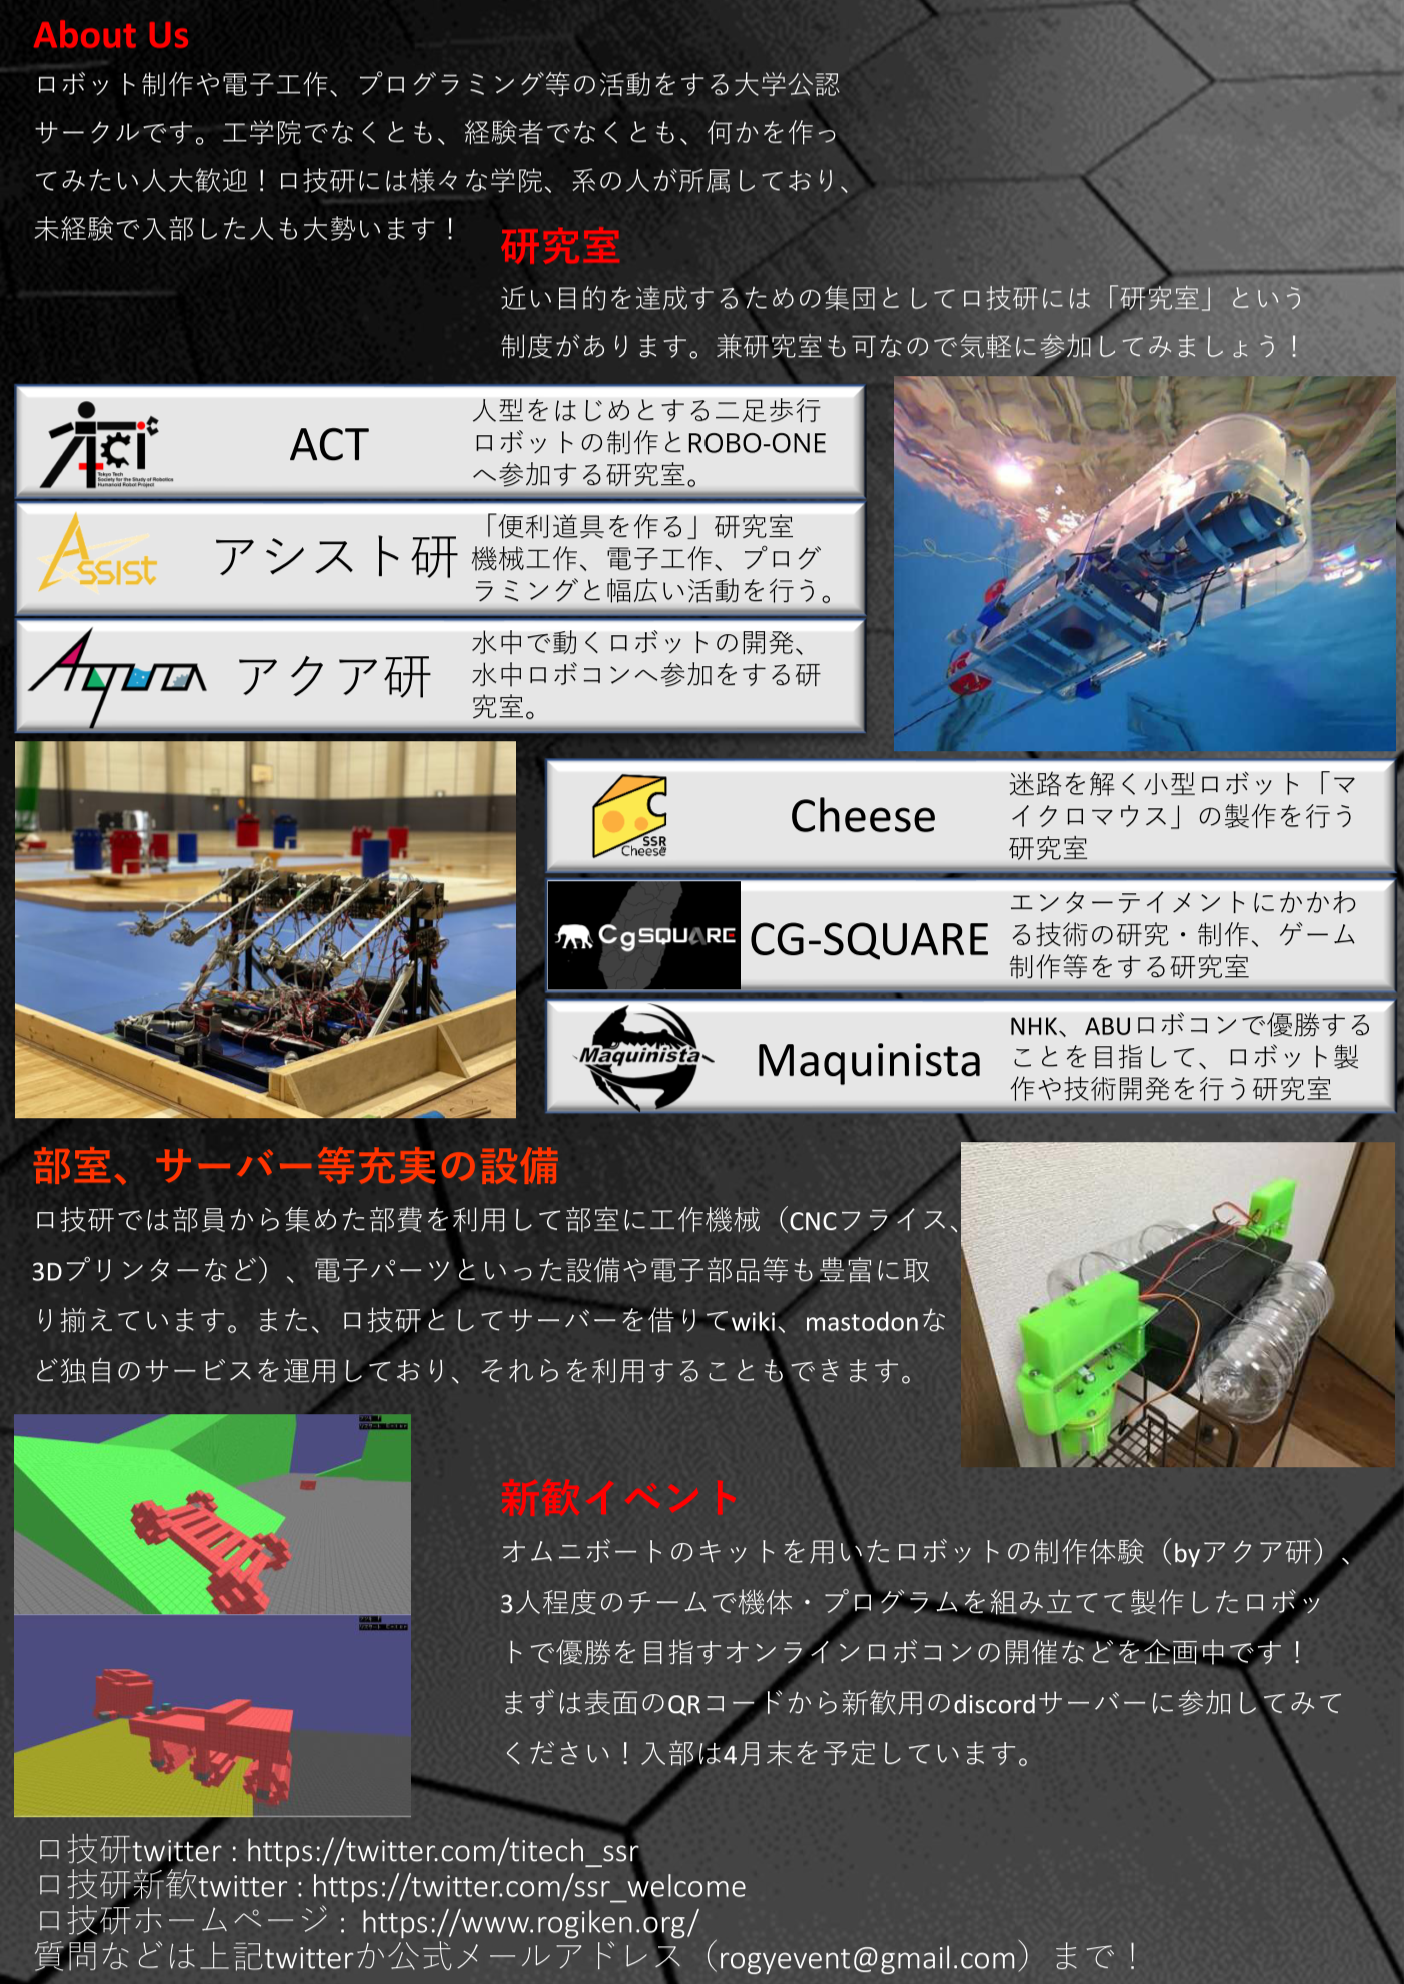 About Us
ロボット制作や電子工作、プログラミング等の活動をする大学公認
サークルです。工学院でなくとも、経験者でなくとも、何かを作っ
てみたい人大歓迎！ロ技研には様々な学院、系の人が所属しており、
未経験で入部した人も大勢います！
研究室
近い目的を達成するための集団としてロ技研には「研究室」という
制度があります。兼研究室も可なので気軽に参加してみましょう！
ACT
Tokyo Tech
Society for the Study of Robotics
Humanoid Robot Project
ACT
人型をはじめとする二足歩行
ロボットの制作とROBO-ONE
へ参加する研究室。
Assist
アシスト研
「便利道具を作る」研究室
機械工作、電子工作、プログ
ラミングと幅広い活動を行う。
Aqua
アクア研
水中で動くロボットの開発、
水中ロボコンへ参加をする研
究室。
C
SSR
Cheese
Cheese
迷路を解く小型ロボット「マ
イクロマウス」の製作を行う
研究室
CgSQUARE
CG-SQUARE
エンターテイメントにかかわ
る技術の研究・制作、ゲーム
制作等をする研究室
Maquinista
Maquinista
NHK、ABUロボコンで優勝する
ことを目指して、ロボット製
作や技術開発を行う研究室
部室、サーバー等充実の設備
ロ技研では部員から集めた部費を利用して部室に工作機械（CNCフライス、
3Dプリンターなど）、電子パーツといった設備や電子部品等も豊富に取
り揃えています。また、ロ技研としてサーバーを借りてwiki、mastodonな
ど独自のサービスを運用しており、それらを利用することもできます。
新歓イベント
オムニボートのキットを用いたロボットの制作体験（byアクア研）、
3人程度のチームで機体・プログラムを組み立てて製作したロボッ
トで優勝を目指すオンラインロボコンの開催などを企画中です！
まずは表面のQRコードから新歓用のdiscordサーバーに参加してみて
ください！入部は4月末を予定しています。
ロ技研twitter : https://twitter.com/titech_ssr
ロ技研新歓twitter : https://twitter.com/ssr_welcome
ロ技研ホームページ : https://www.rogiken.org/
質問などは上記twitterか公式メールアドレス（rogyevent@gmail.com）まで！